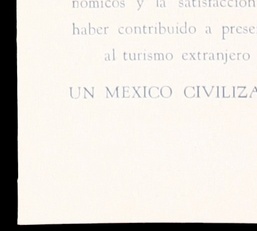 nómicos y la satisfacción
haber contribuido a prese
al turismo extranjero
UN MEXICO CIVILIZA